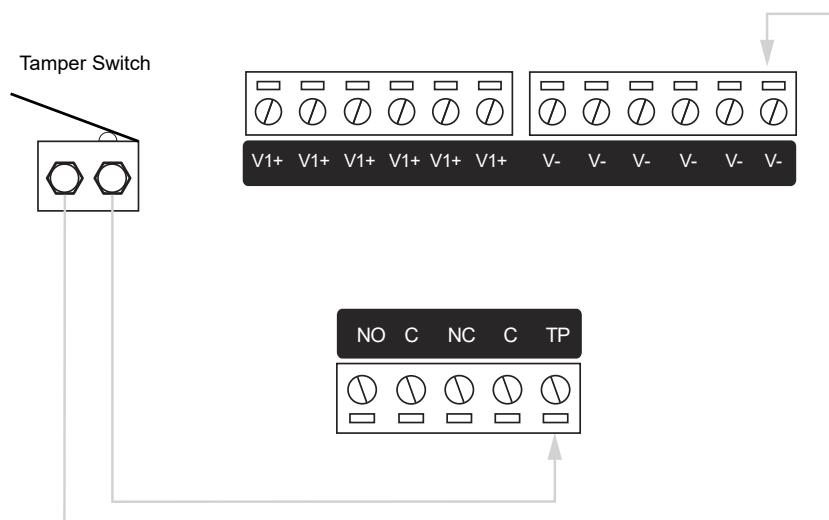 Tamper Switch
V1+ V1+ V1+ V1+ V1+ V1+ V- V- V- V- V- V-
NO C NC C TP